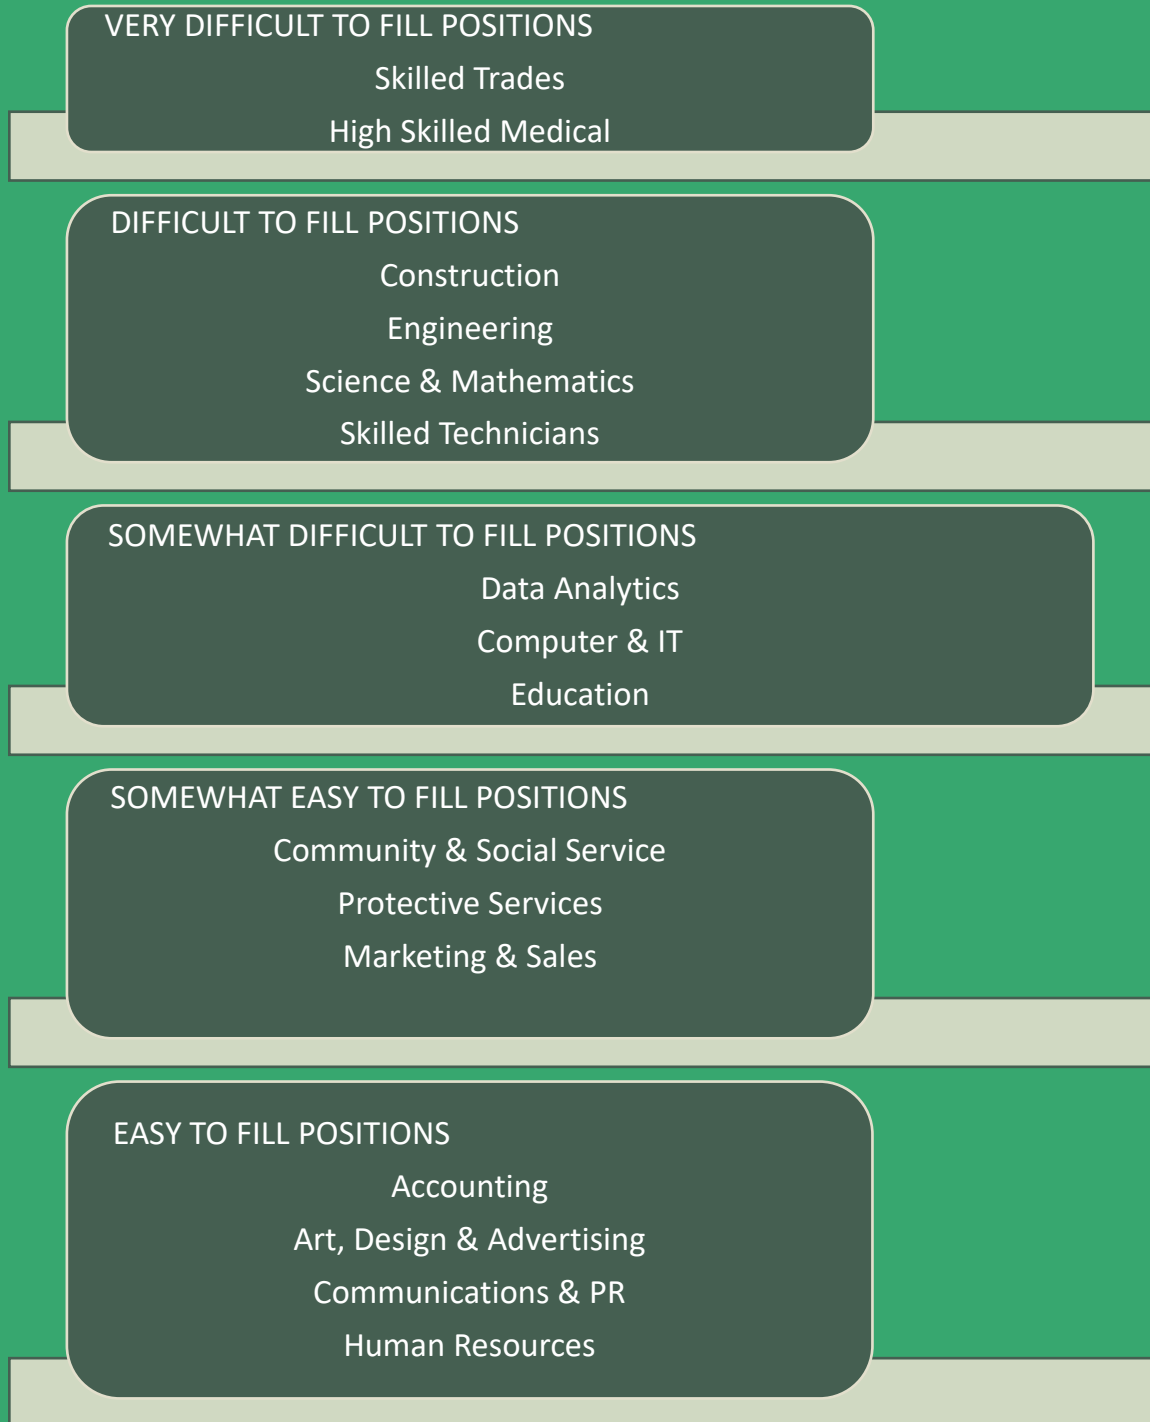 VERY DIFFICULT TO FILL POSITIONS
Skilled Trades
High Skilled Medical
DIFFICULT TO FILL POSITIONS
Construction
Engineering
Science & Mathematics
Skilled Technicians
SOMEWHAT DIFFICULT TO FILL POSITIONS
Data Analytics
Computer & IT
Education
SOMEWHAT EASY TO FILL POSITIONS
Community & Social Service
Protective Services
Marketing & Sales
EASY TO FILL POSITIONS
Accounting
Art, Design & Advertising
Communications & PR
Human Resources